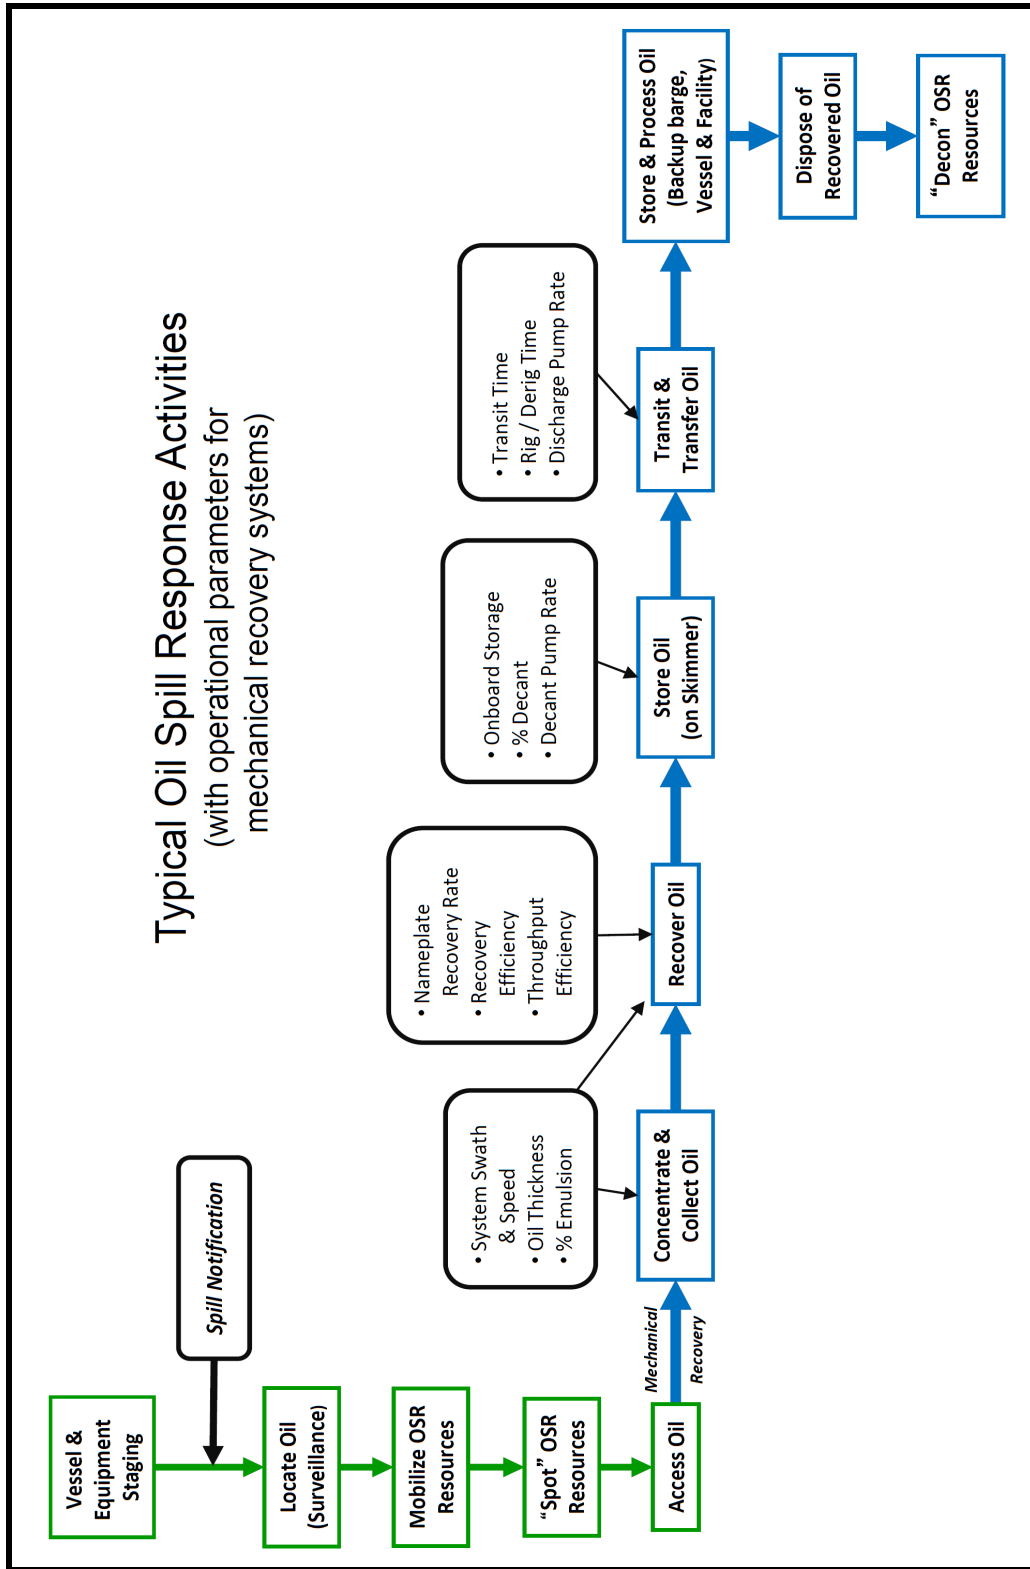 Typical Oil Spill Response Activities
(with operational parameters for
mechanical recovery systems)
Vessel &
Equipment
Staging
Spill Notification
Locate Oil
(Surveillance)
Mobilize OSR
Resources
“Spot” OSR
Resources
Access Oil
Mechanical
Recovery
• System Swath
& Speed
• Oil Thickness
• % Emulsion
Concentrate &
Collect Oil
• Nameplate
Recovery Rate
• Recovery
Efficiency
• Throughput
Efficiency
Recover Oil
• Onboard Storage
• % Decant
• Decant Pump Rate
Store Oil
(on Skimmer)
• Transit Time
• Rig / Derig Time
• Discharge Pump Rate
Transit &
Transfer Oil
Store & Process Oil
(Backup barge,
Vessel & Facility)
Dispose of
Recovered Oil
“Decon” OSR
Resources